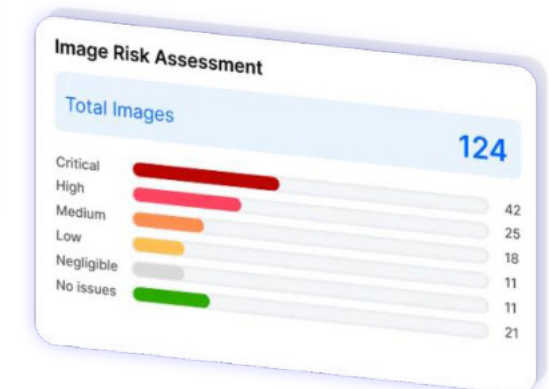 Image Risk Assessment
Total Images 124
Critical 42
High 25
Medium 18
Low 11
Negligible 11
No issues 21